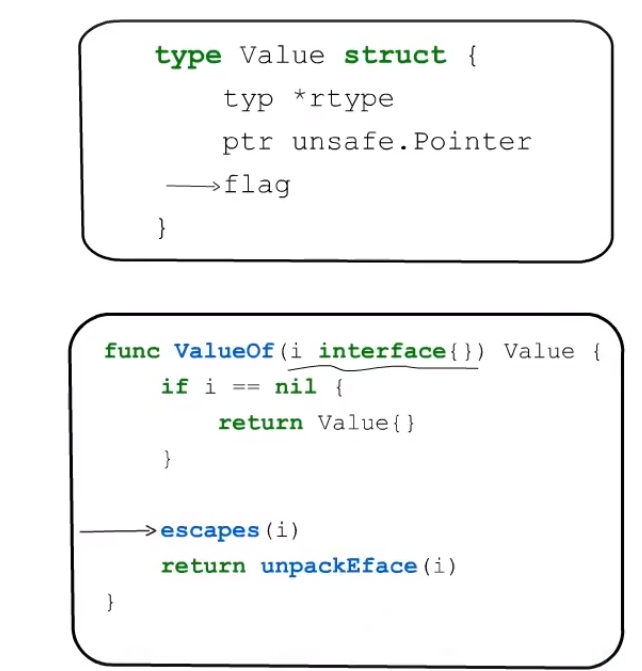 type Value struct {
typ *rtype
ptr unsafe.Pointer
flag
}
func ValueOf(i interface{}) Value {
if i == nil {
return Value{}
}
escapes(i)
return unpackEface(i)
}